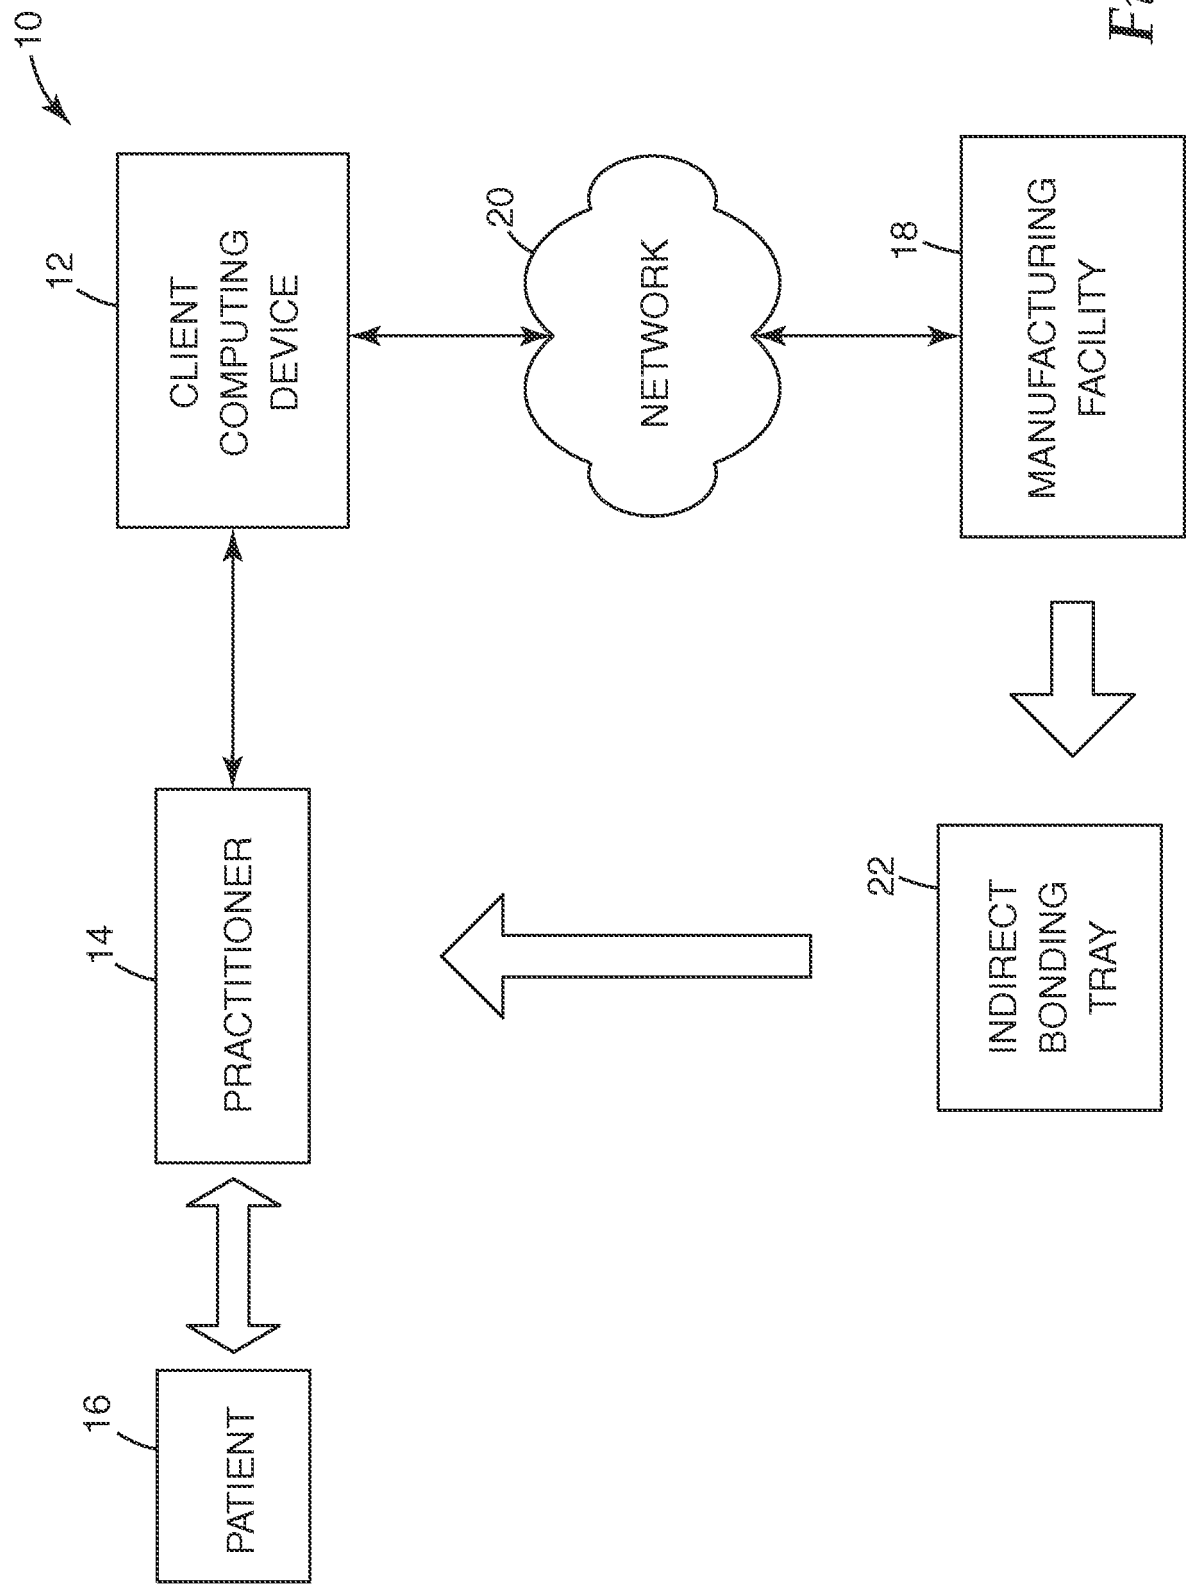 10
16
PATIENT
14
PRACTITIONER
12
CLIENT
COMPUTING
DEVICE
20
NETWORK
22
INDIRECT
BONDING
TRAY
18
MANUFACTURING
FACILITY